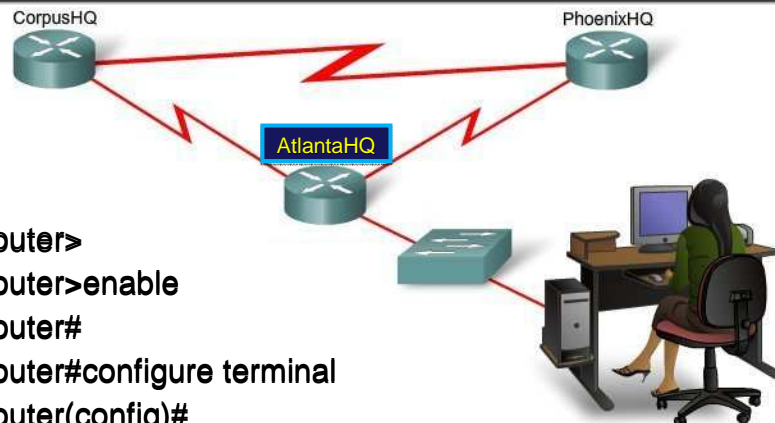 CorpusHQ
PhoenixHQ
AtlantaHQ
outer>
outer>enable
outer#
outer#configure terminal
outer(config)#